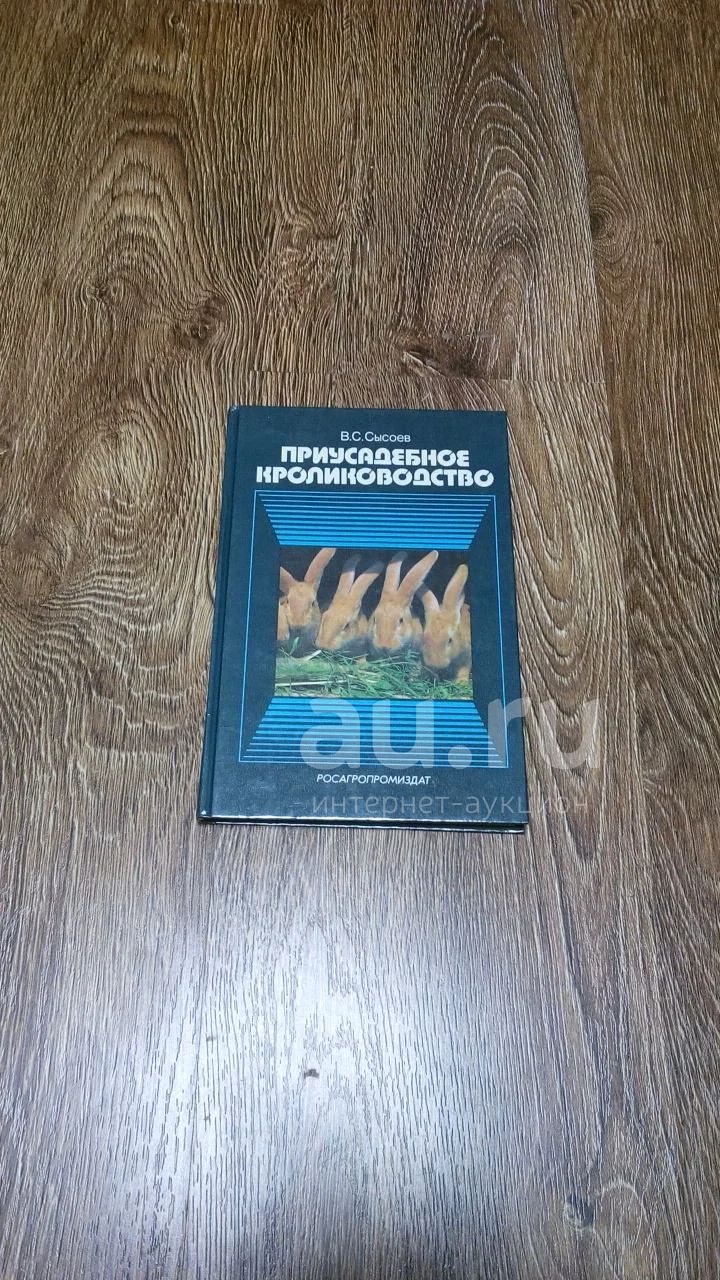 В.С. Сысоев
ПРИУСАДЕБНОЕ
КРОЛИКОВОДСТВО
au.ru
РОСАГРОПРОМИЗДАТ
интернет-аукцион